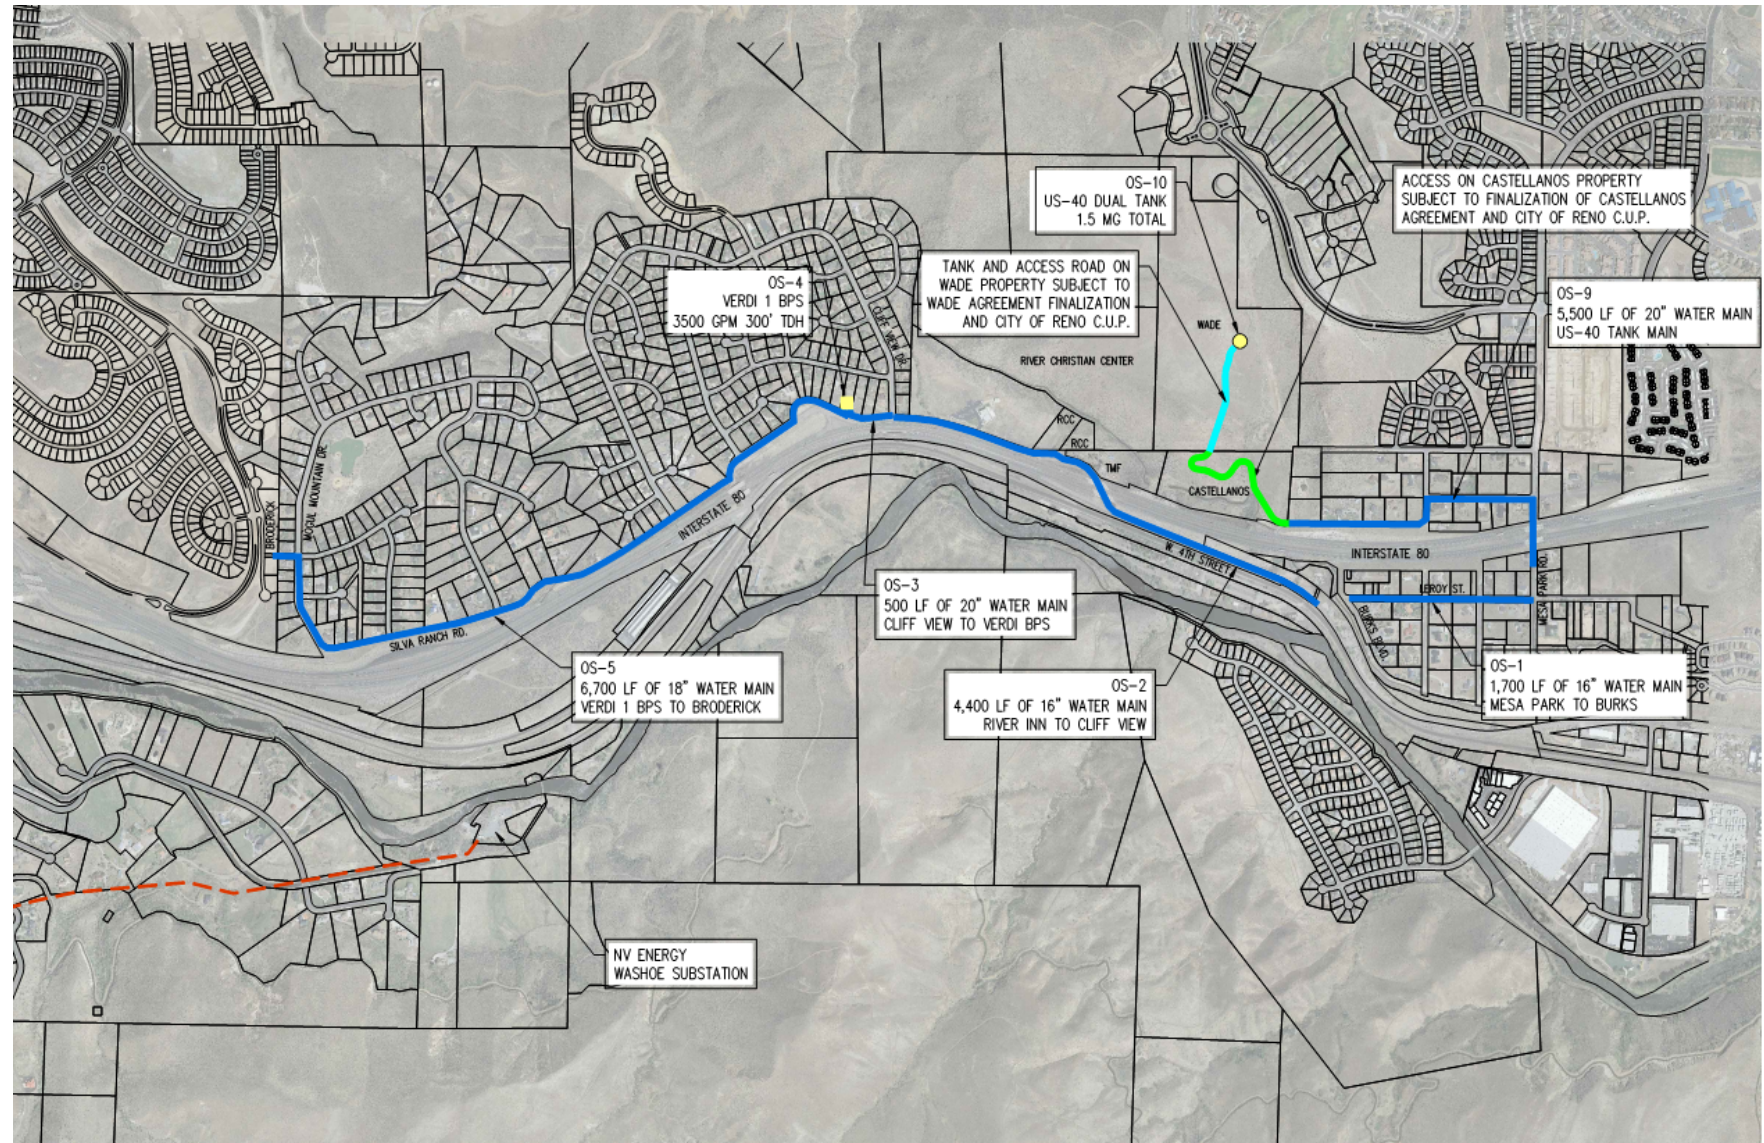 OS-10
US-40 DUAL TANK
1.5 MG TOTAL
ACCESS ON CASTELLANOS PROPERTY
SUBJECT TO FINALIZATION OF CASTELLANOS
AGREEMENT AND CITY OF RENO C.U.P.
TANK AND ACCESS ROAD ON
WADE PROPERTY SUBJECT TO
WADE AGREEMENT FINALIZATION
AND CITY OF RENO C.U.P.
OS-4
VERDI 1 BPS
3500 GPM 300' TDH
OS-9
5,500 LF OF 20" WATER MAIN
US-40 TANK MAIN
CLIFF VIEW DR.
WADE
RIVER CHRISTIAN CENTER
RCC
RCC
TMF
CASTELLANOS
MOGUL MOUNTAIN DR.
BRODERICK
INTERSTATE 80
INTERSTATE 80
W. 4TH STREET
MESA PARK RD.
LEROY ST.
BURKS BLVD.
SILVA RANCH RD.
OS-3
500 LF OF 20" WATER MAIN
CLIFF VIEW TO VERDI BPS
OS-5
6,700 LF OF 18" WATER MAIN
VERDI 1 BPS TO BRODERICK
OS-2
4,400 LF OF 16" WATER MAIN
RIVER INN TO CLIFF VIEW
OS-1
1,700 LF OF 16" WATER MAIN
MESA PARK TO BURKS
NV ENERGY
WASHOE SUBSTATION